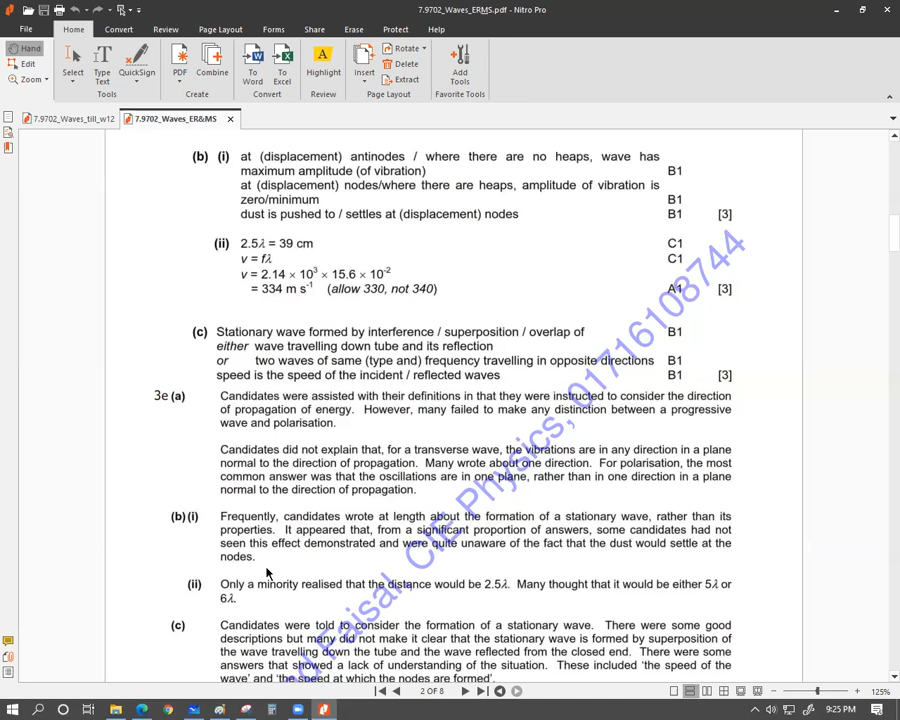 7.9702_Waves_ERMS.pdf - Nitro Pro
File Home Convert Review Page Layout Forms Share Erase Protect Help
Hand
Edit
Zoom
Select
Type Text
QuickSign
PDF
Combine
To Word
To Excel
Highlight
Insert
Rotate
Delete
Extract
Add Tools
Tools
Create
Convert
Review
Page Layout
Favorite Tools
7.9702_Waves_till_w12
7.9702_Waves_ER&MS
(b) (i) at (displacement) antinodes / where there are no heaps, wave has
maximum amplitude (of vibration) B1
at (displacement) nodes/where there are heaps, amplitude of vibration is
zero/minimum B1
dust is pushed to / settles at (displacement) nodes B1 [3]
(ii) 2.5λ = 39 cm C1
v = fλ C1
v = 2.14 × 10³ × 15.6 × 10⁻²
= 334 m s⁻¹ (allow 330, not 340) A1 [3]
(c) Stationary wave formed by interference / superposition / overlap of B1
either wave travelling down tube and its reflection
or two waves of same (type and) frequency travelling in opposite directions B1
speed is the speed of the incident / reflected waves B1 [3]
3e (a) Candidates were assisted with their definitions in that they were instructed to consider the direction
of propagation of energy. However, many failed to make any distinction between a progressive
wave and polarisation.
Candidates did not explain that, for a transverse wave, the vibrations are in any direction in a plane
normal to the direction of propagation. Many wrote about one direction. For polarisation, the most
common answer was that the oscillations are in one plane, rather than in one direction in a plane
normal to the direction of propagation.
(b) (i) Frequently, candidates wrote at length about the formation of a stationary wave, rather than its
properties. It appeared that, from a significant proportion of answers, some candidates had not
seen this effect demonstrated and were quite unaware of the fact that the dust would settle at the
nodes.
(ii) Only a minority realised that the distance would be 2.5λ. Many thought that it would be either 5λ or
6λ.
(c) Candidates were told to consider the formation of a stationary wave. There were some good
descriptions but many did not make it clear that the stationary wave is formed by superposition of
the wave travelling down the tube and the wave reflected from the closed end. There were some
answers that showed a lack of understanding of the situation. These included 'the speed of the
wave' and 'the speed at which the nodes are formed'.
Faisal, CIE Physics, 01716108744
2 OF 8
125%
9:25 PM